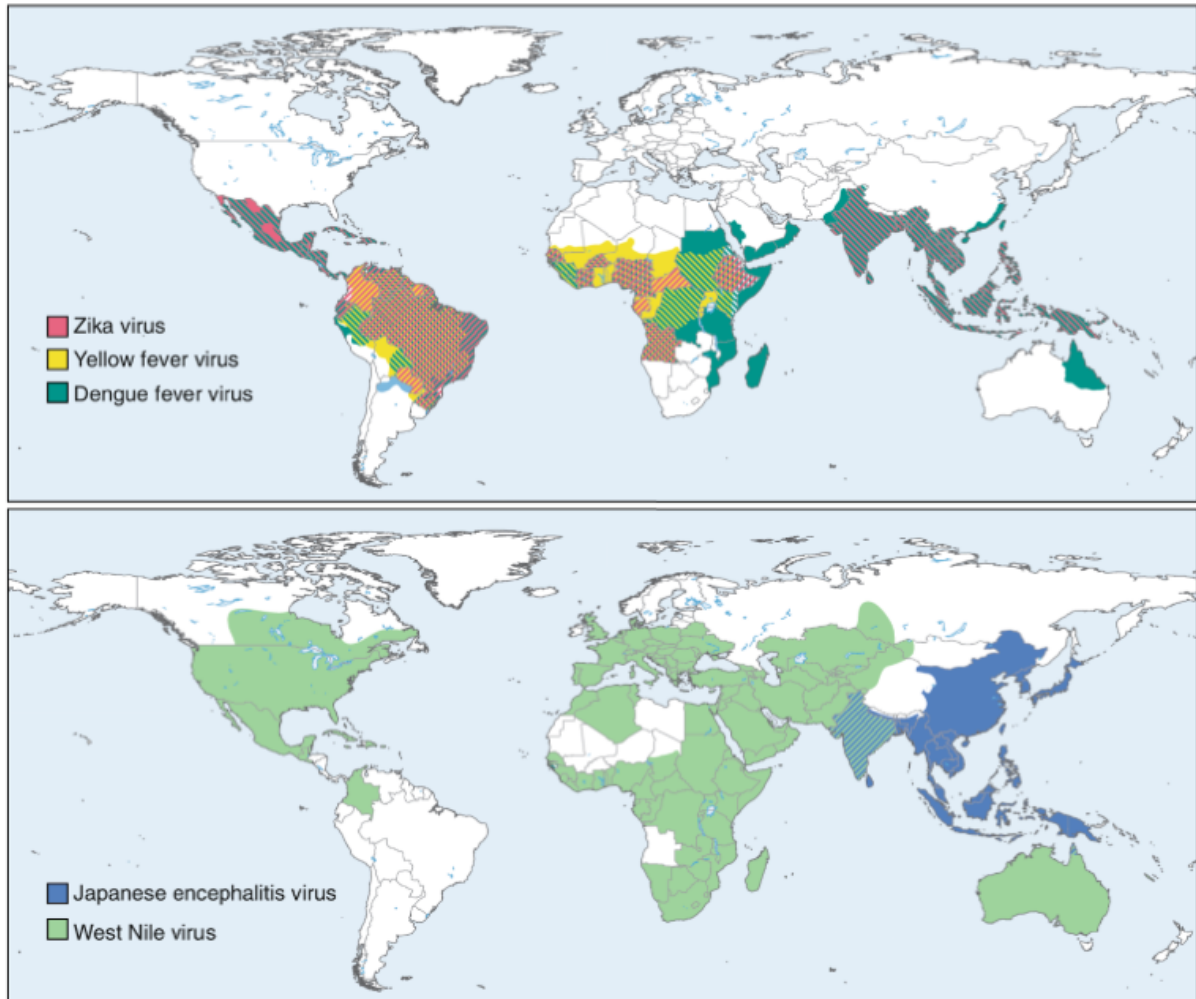 Zika virus
Yellow fever virus
Dengue fever virus
Japanese encephalitis virus
West Nile virus